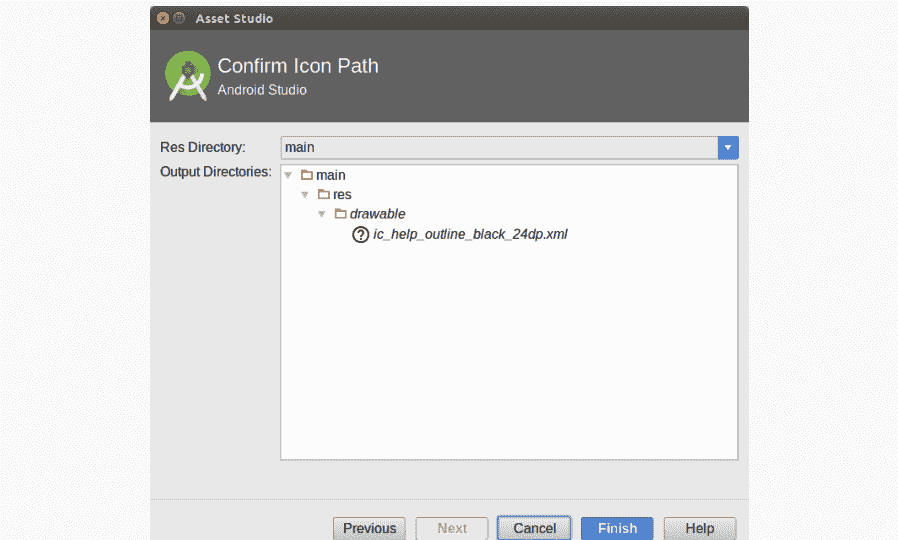 Asset Studio
Confirm Icon Path
Android Studio
Res Directory: main
Output Directories:
main
res
drawable
ic_help_outline_black_24dp.xml
Previous Next Cancel Finish Help